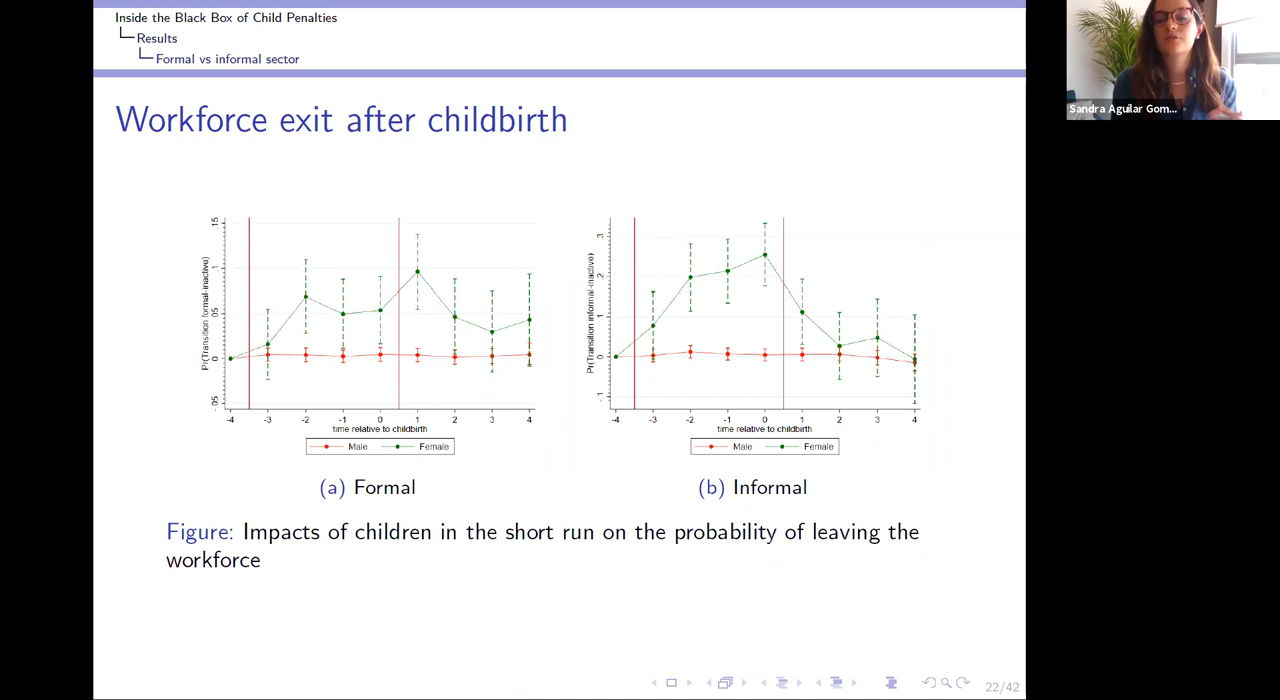 Inside the Black Box of Child Penalties
Results
Formal vs informal sector
Workforce exit after childbirth
Sandra Aguilar Gom...
Pr(Transition formal-inactive)
.15
.1
.05
0
-.05
-4 -3 -2 -1 0 1 2 3 4
time relative to childbirth
Male Female
(a) Formal
Pr(Transition informal-inactive)
.3
.2
.1
0
-.1
-4 -3 -2 -1 0 1 2 3 4
time relative to childbirth
Male Female
(b) Informal
Figure: Impacts of children in the short run on the probability of leaving the
workforce
22/42